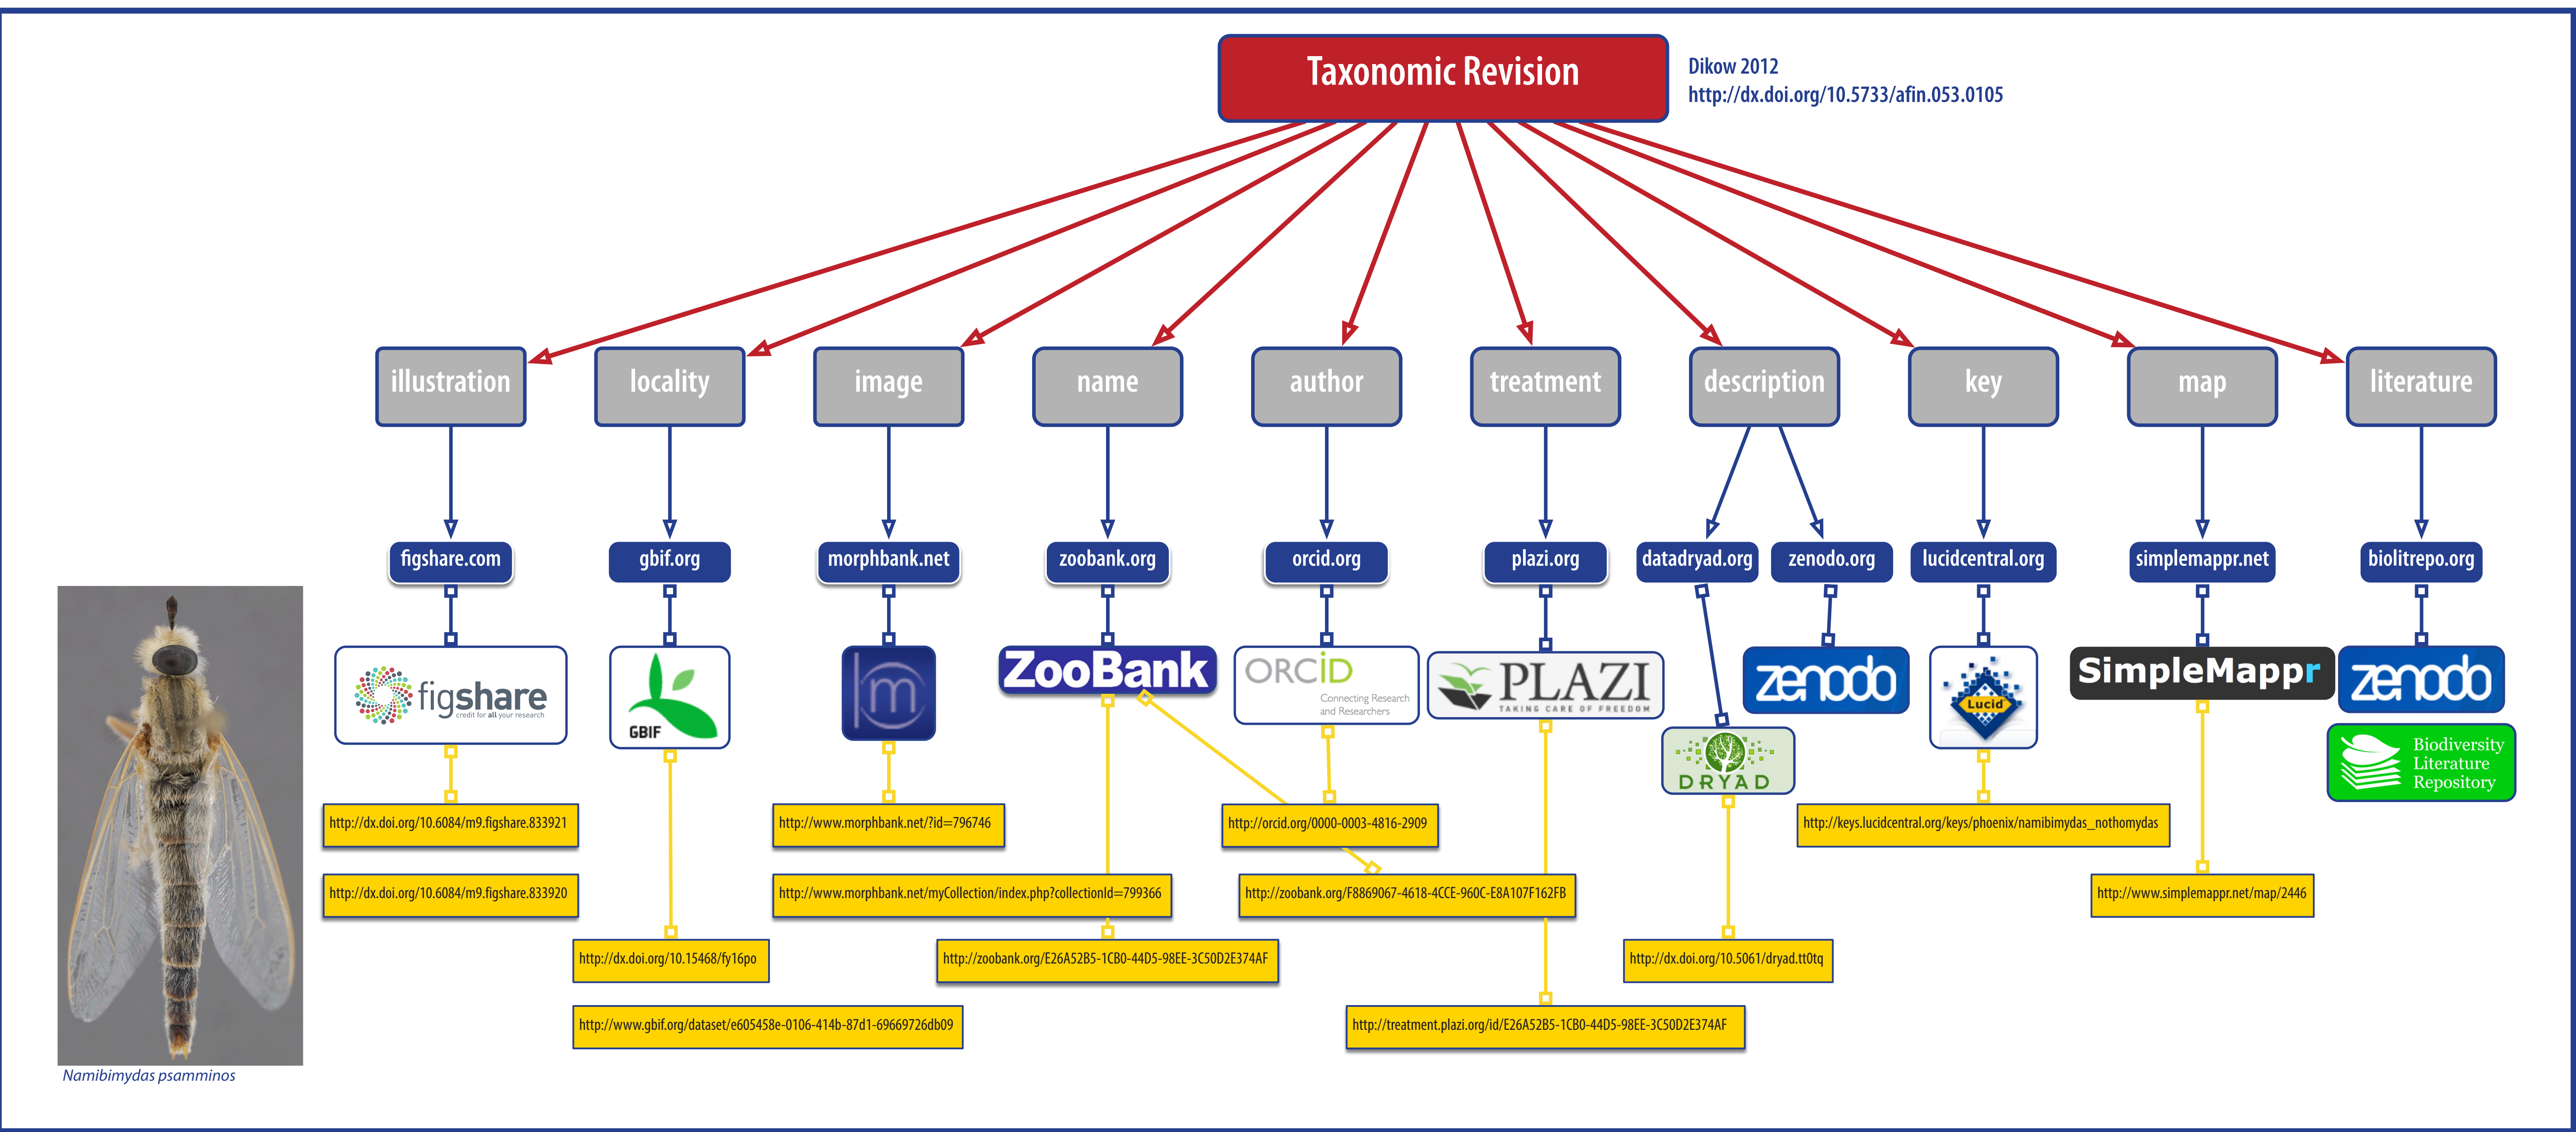 Taxonomic Revision
Dikow 2012
http://dx.doi.org/10.5733/afin.053.0105
illustration
locality
image
name
author
treatment
description
key
map
literature
figshare.com
gbif.org
morphbank.net
zoobank.org
orcid.org
plazi.org
datadryad.org
zenodo.org
lucidcentral.org
simplemappr.net
biolitrepo.org
figshare
credit for all your research
GBIF
m
ZooBank
ORCID
Connecting Research
and Researchers
PLAZI
TAKING CARE OF FREEDOM
DRYAD
zenodo
Lucid
SimpleMappr
zenodo
Biodiversity
Literature
Repository
http://dx.doi.org/10.6084/m9.figshare.833921
http://www.morphbank.net/?id=796746
http://orcid.org/0000-0003-4816-2909
http://keys.lucidcentral.org/keys/phoenix/namibimydas_nothomydas
http://dx.doi.org/10.6084/m9.figshare.833920
http://www.morphbank.net/myCollection/index.php?collectionId=799366
http://zoobank.org/F8869067-4618-4CCE-960C-E8A107F162FB
http://www.simplemappr.net/map/2446
http://dx.doi.org/10.15468/fy16po
http://zoobank.org/E26A52B5-1CB0-44D5-98EE-3C50D2E374AF
http://dx.doi.org/10.5061/dryad.tt0tq
http://www.gbif.org/dataset/e605458e-0106-414b-87d1-69669726db09
http://treatment.plazi.org/id/E26A52B5-1CB0-44D5-98EE-3C50D2E374AF
Namibimydas psamminos